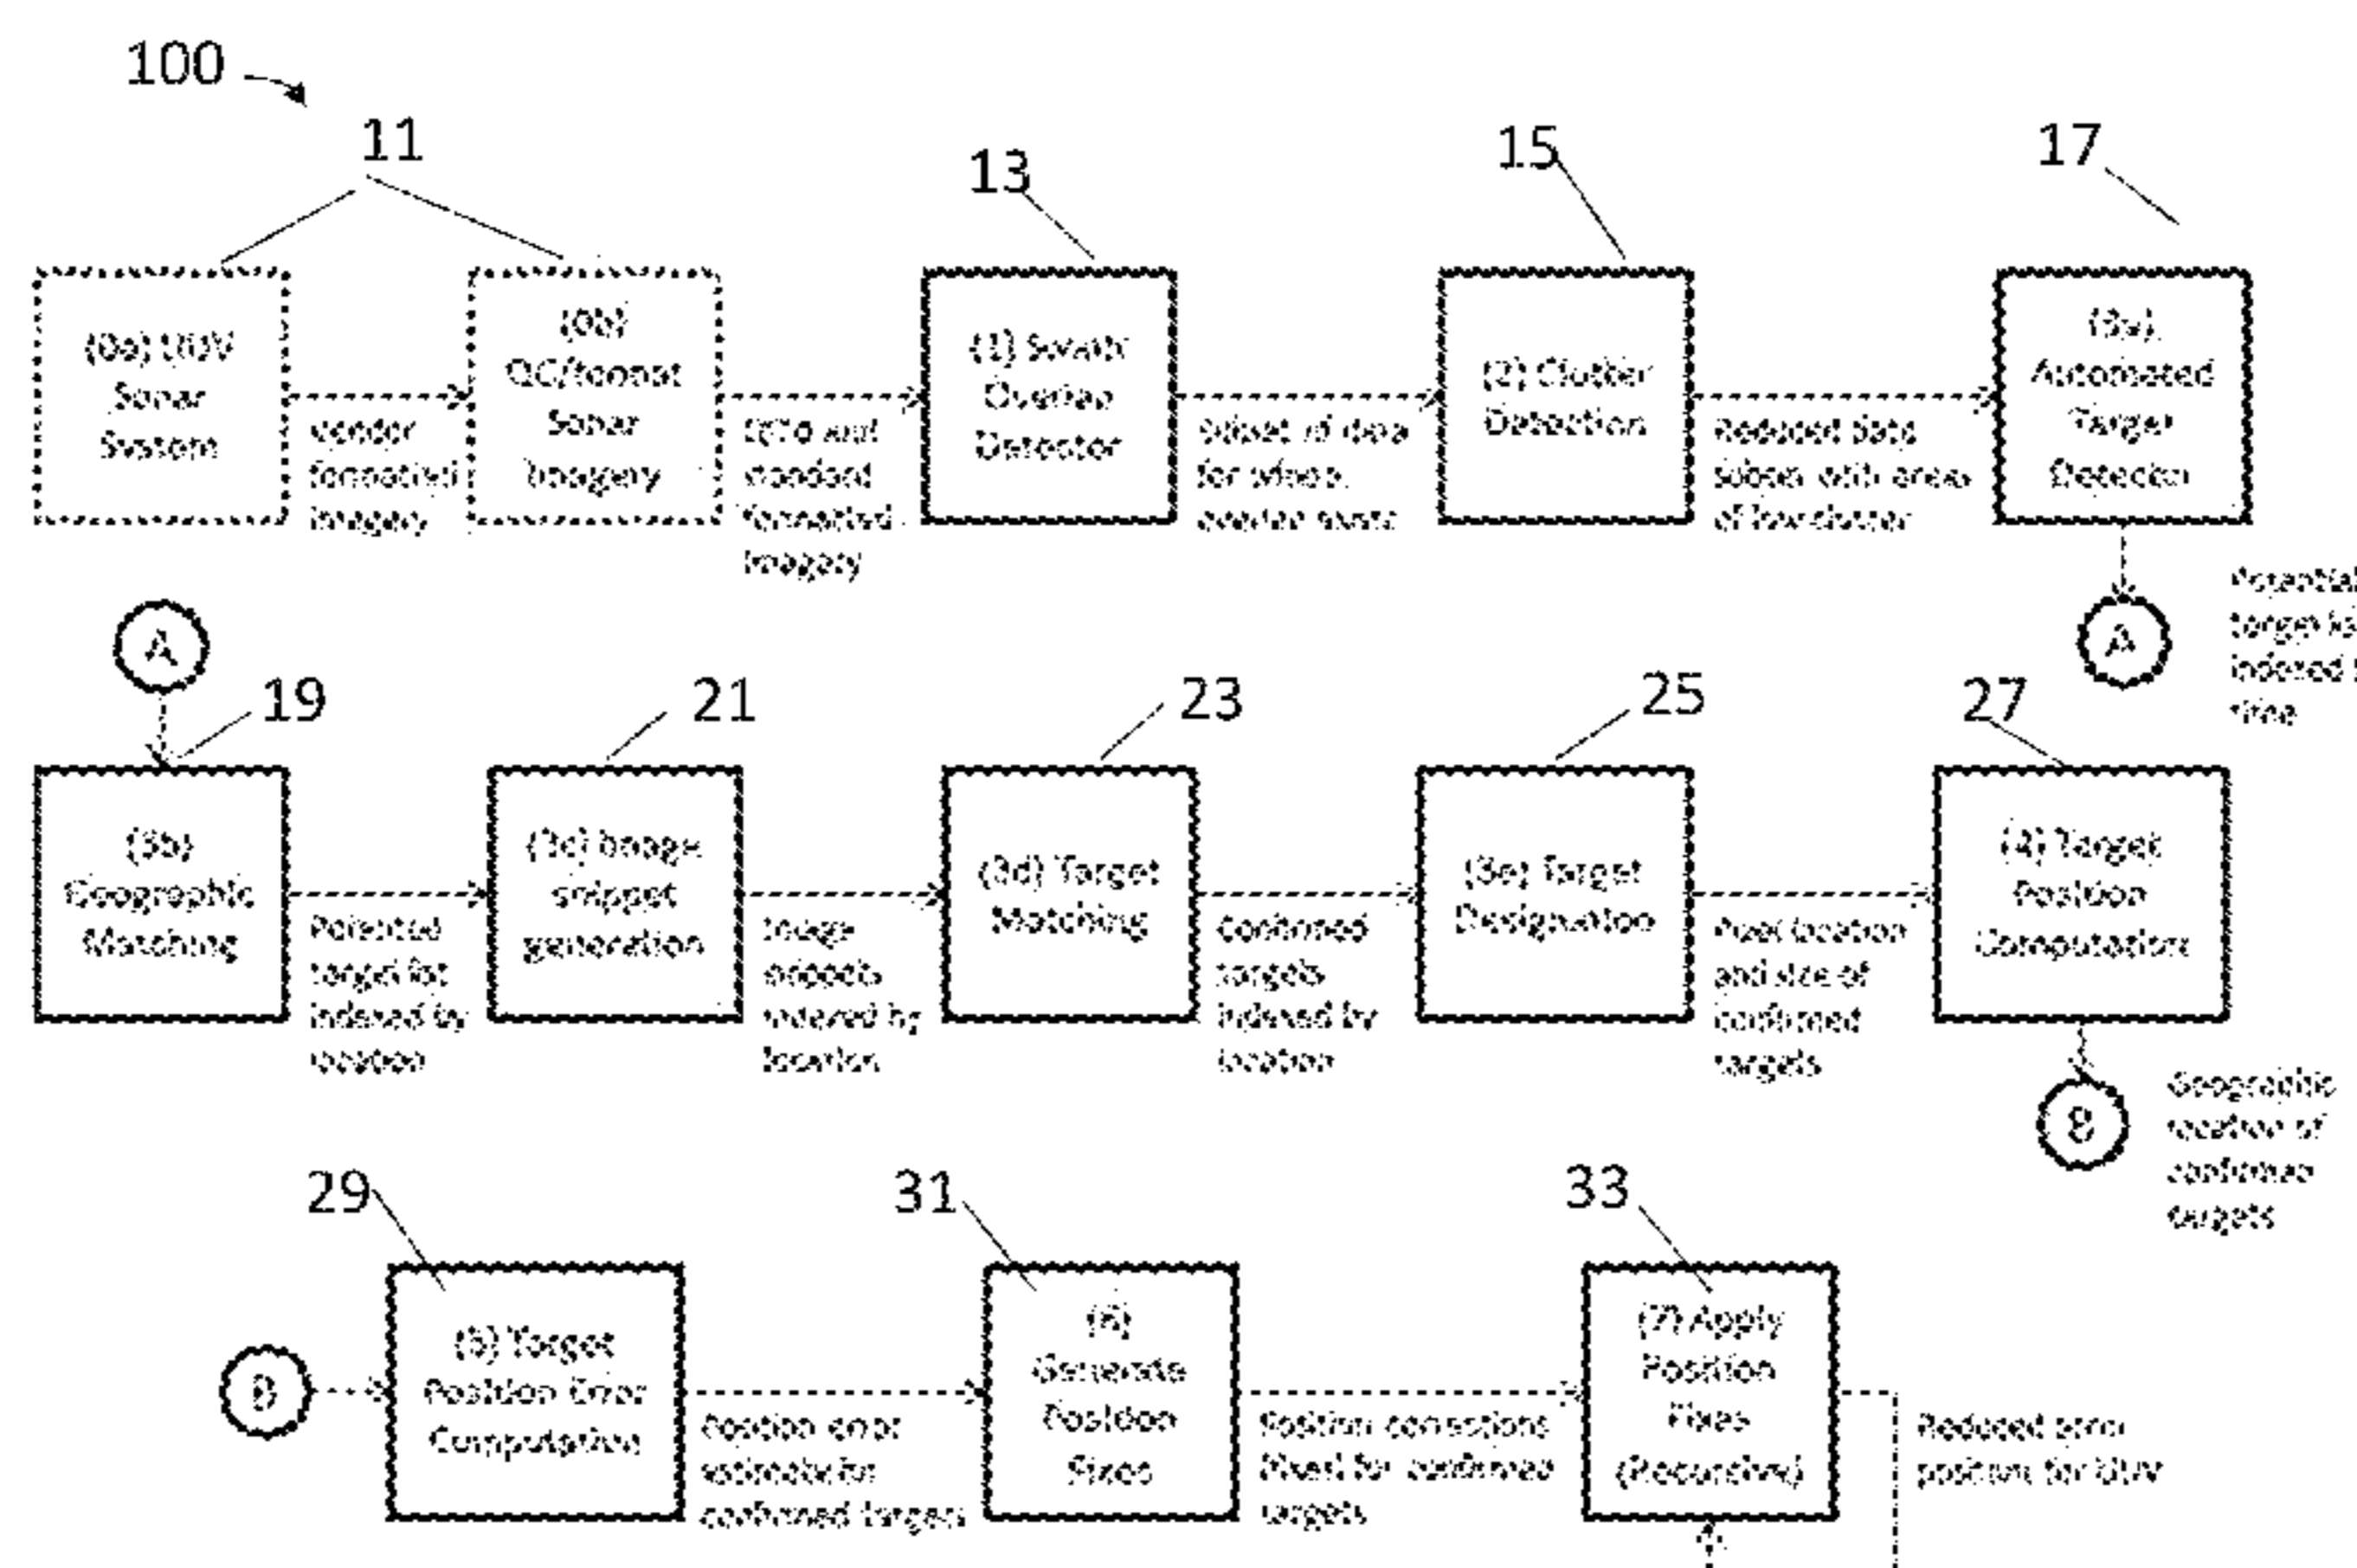 100
11
13
15
17
(0a) UUV
Sonar
System
Vendor
formatted
imagery
(0b)
QC/format
Sonar
Imagery
standard
formatted
imagery
(1) Swath
Overlap
Detector
Subset of data
for where
overlap exists
(2) Clutter
Detection
Reduced data
subset with areas
of low clutter
(3a)
Automated
Target
Detectn
A
Potential
target
indexed
time
A
19
21
23
25
27
(3b)
Geographic
Matching
Potential
target list
indexed by
location
(3c) Image
snippet
generation
Image
snippets
indexed by
location
(3d) Target
Matching
Confirmed
targets
indexed by
location
(3e) Target
Designation
Pixel location
and size of
confirmed
targets
(4) Target
Position
Computation
B
Geographic
location of
confirmed
targets
29
31
33
B
(5) Target
Position Error
Computation
Position error
estimate for
confirmed targets
(6)
Generate
Position
Fixes
Position corrections
(fixes) for confirmed
targets
(7) Apply
Position
Fixes
(Recursive)
Reduced error
position for UUV